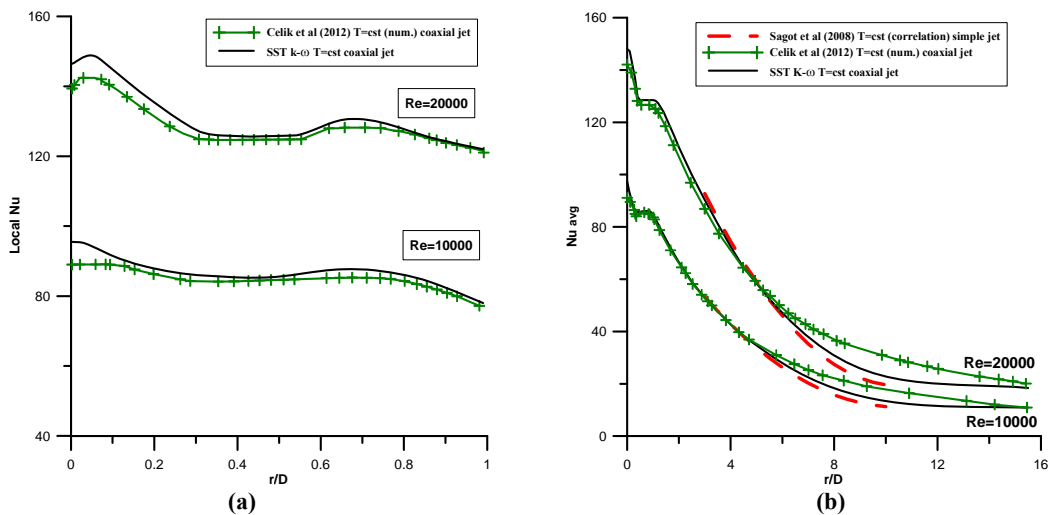 160
120
80
40
Local Nu
0
0.2
0.4
0.6
0.8
1
r/D
Celik et al (2012) T=cst (num.) coaxial jet
SST k-ω T=cst coaxial jet
Re=20000
Re=10000
(a)
160
120
80
40
0
Nu avg
0
4
8
12
16
r/D
Sagot et al (2008) T=cst (correlation) simple jet
Celik et al (2012) T=cst (num.) coaxial jet
SST K-ω T=cst coaxial jet
Re=20000
Re=10000
(b)